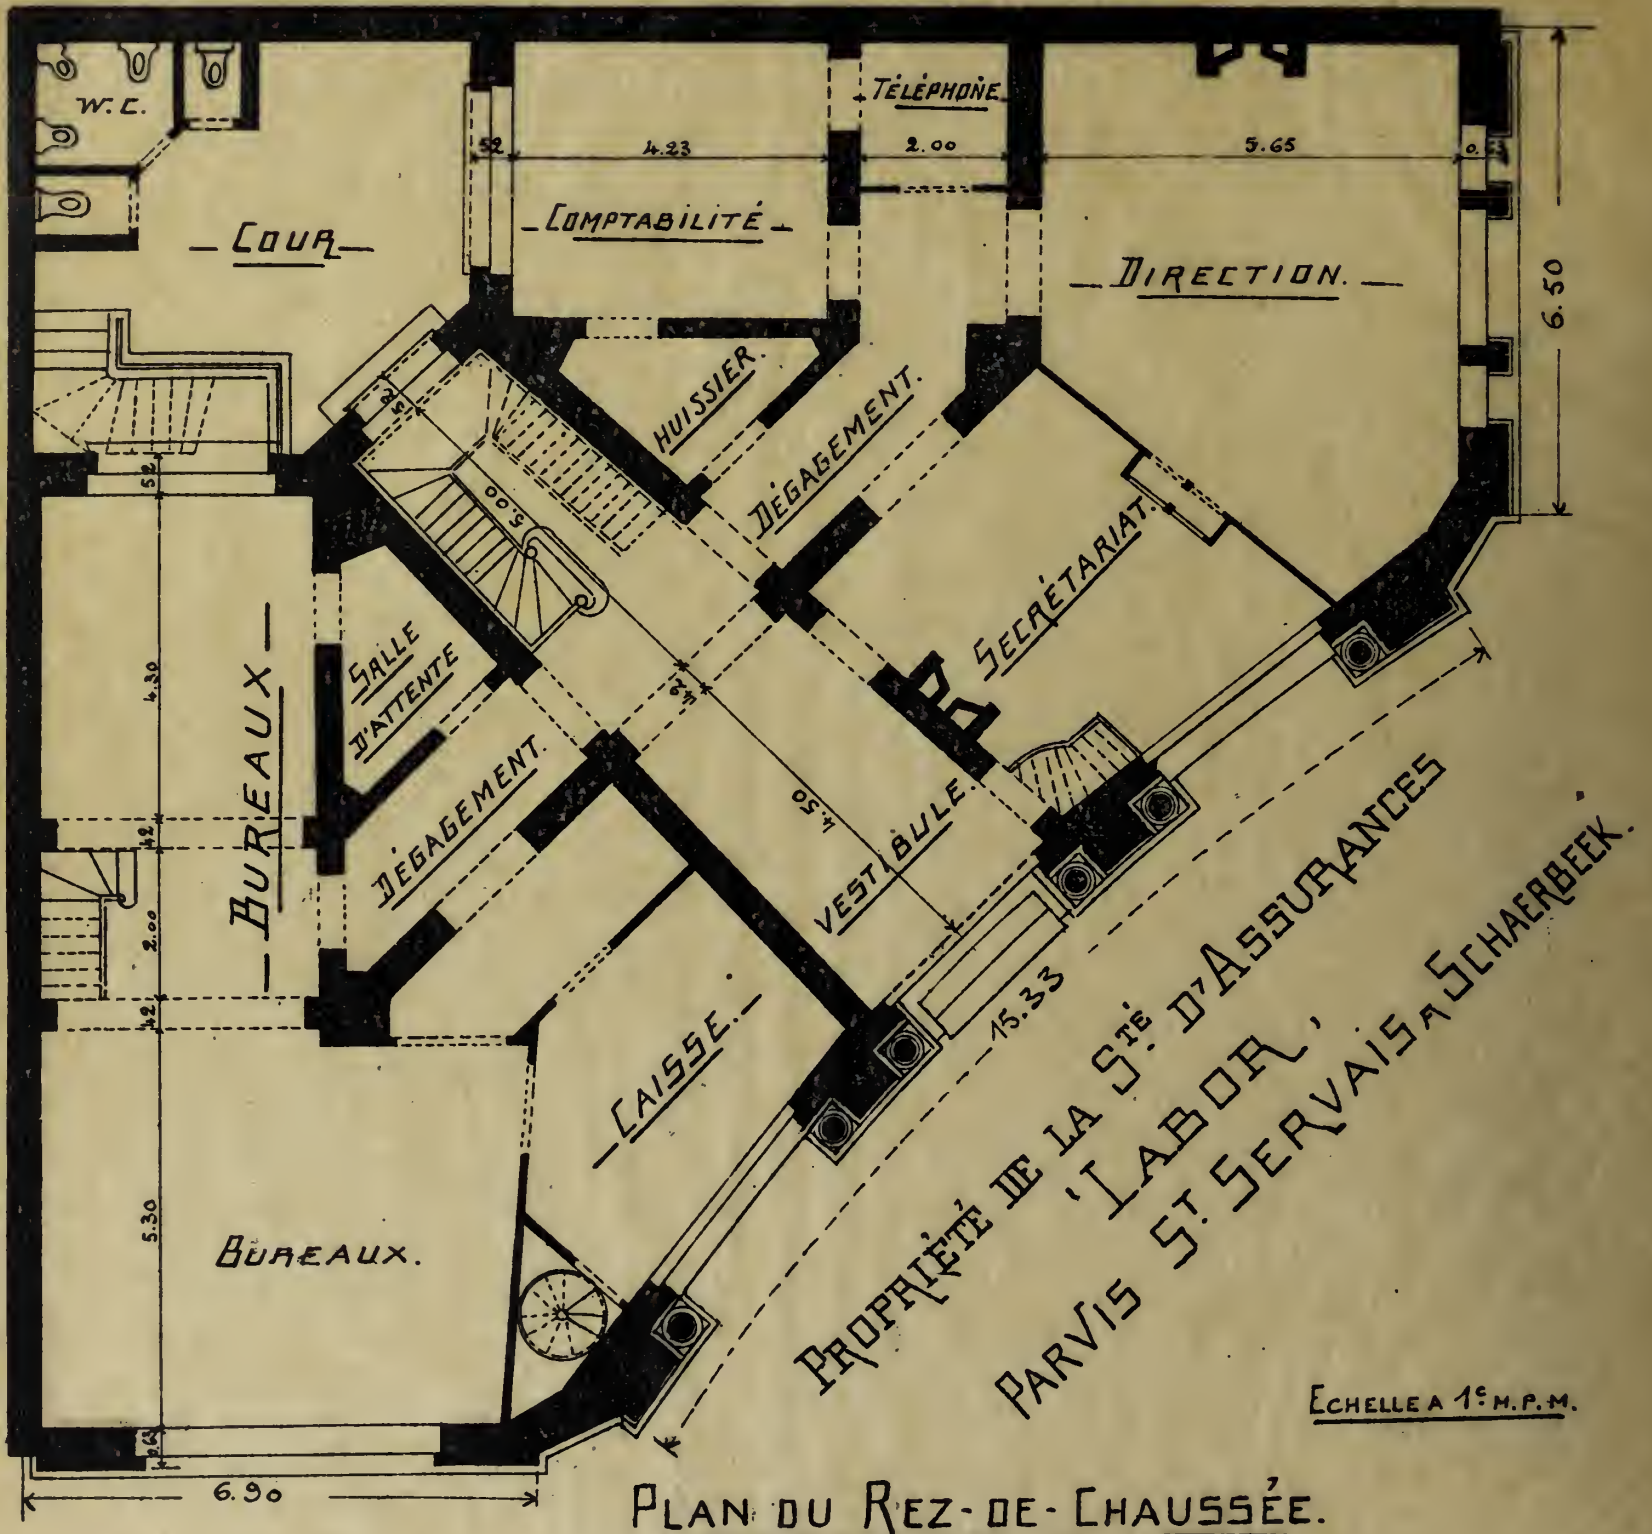 W.C.
TÉLÉPHONE
52
4.23
2.00
5.65
COUR
COMPTABILITÉ
DIRECTION.
6.50
HUISSIER.
DÉGAGEMENT.
52
52
5.00
SECRÉTARIAT.
SALLE
D'ATTENTE
4.30
BUREAUX
DÉGAGEMENT.
4.50
VESTIBULE.
42
2.00
42
CAISSE.
15.33
5.30
BUREAUX.
PROPRIÉTÉ DE LA STÉ D'ASSURANCES
'LABOR,'
PARVIS ST. SERVAIS A SCHAERBEEK.
ECHELLE A 1c M.P.M.
6.90
PLAN DU REZ-DE-CHAUSSÉE.